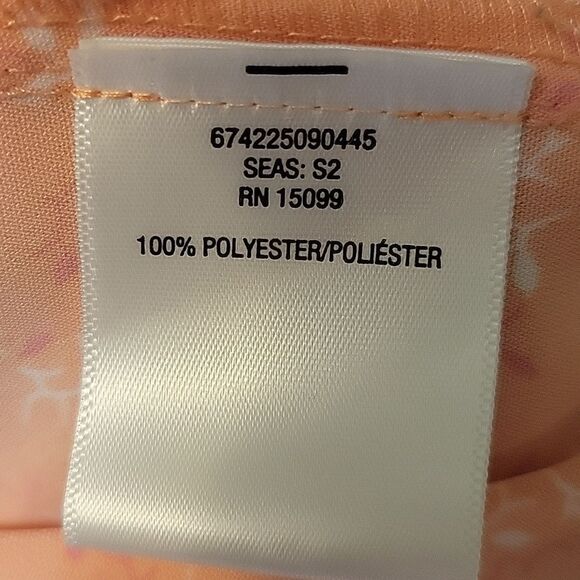 674225090445
SEAS: S2
RN 15099
100% POLYESTER/POLIÉSTER